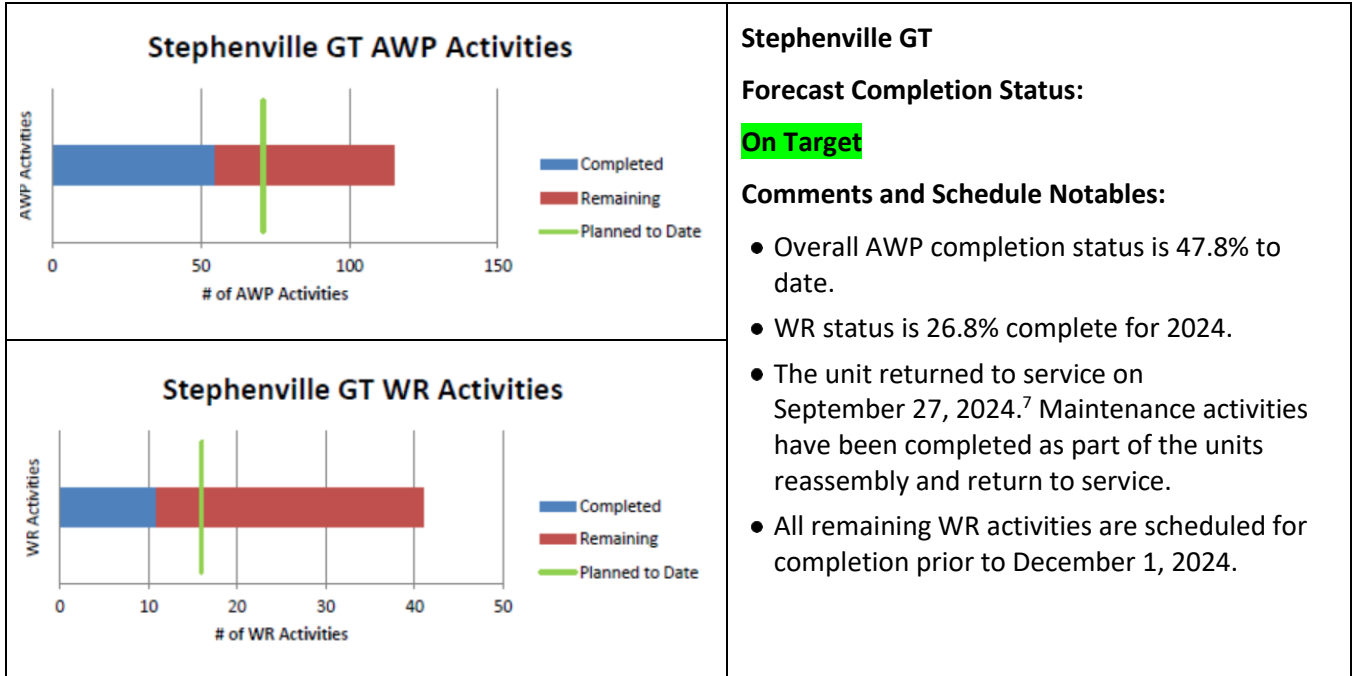 Stephenville GT AWP Activities
AWP Activities
Completed
Remaining
Planned to Date
0 50 100 150
# of AWP Activities
Stephenville GT WR Activities
WR Activities
Completed
Remaining
Planned to Date
0 10 20 30 40 50
# of WR Activities
Stephenville GT
Forecast Completion Status:
On Target
Comments and Schedule Notables:
• Overall AWP completion status is 47.8% to
date.
• WR status is 26.8% complete for 2024.
• The unit returned to service on
September 27, 2024.⁷ Maintenance activities
have been completed as part of the units
reassembly and return to service.
• All remaining WR activities are scheduled for
completion prior to December 1, 2024.